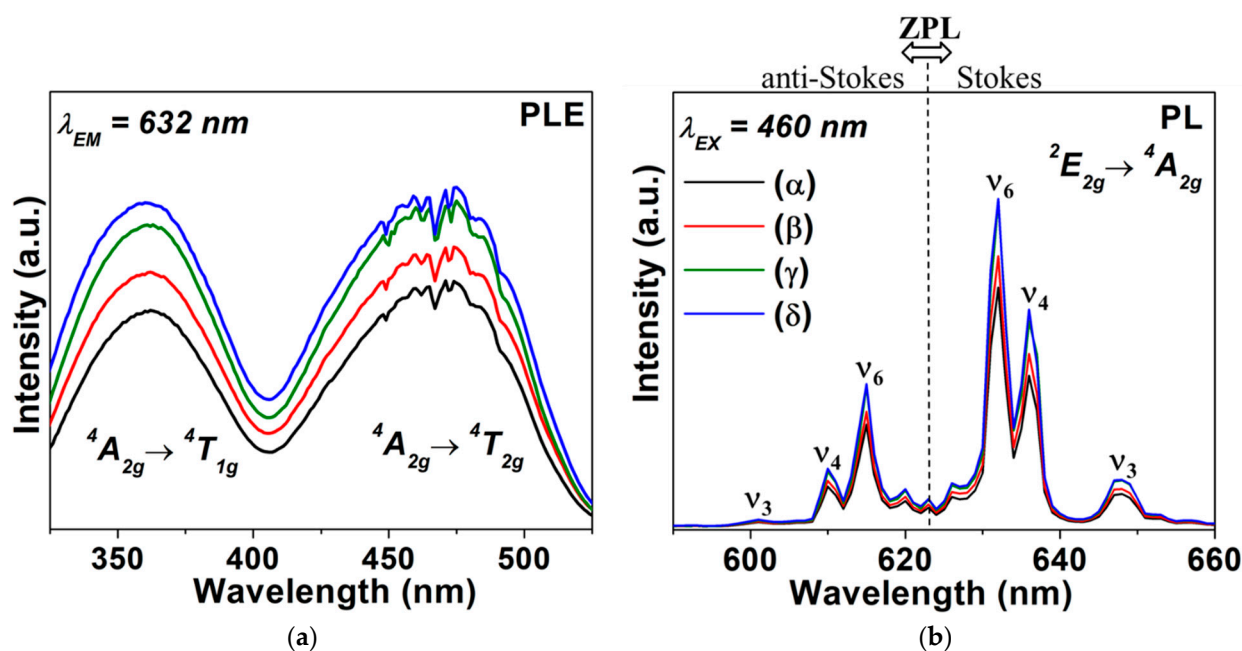 λEM = 632 nm
PLE
Intensity (a.u.)
4A2g→ 4T1g
4A2g→ 4T2g
350
400
450
500
Wavelength (nm)
(a)
ZPL
anti-Stokes
Stokes
λEX = 460 nm
PL
2E2g→ 4A2g
(α)
(β)
(γ)
(δ)
ν3
ν4
ν6
ν6
ν4
ν3
Intensity (a.u.)
600
620
640
660
Wavelength (nm)
(b)